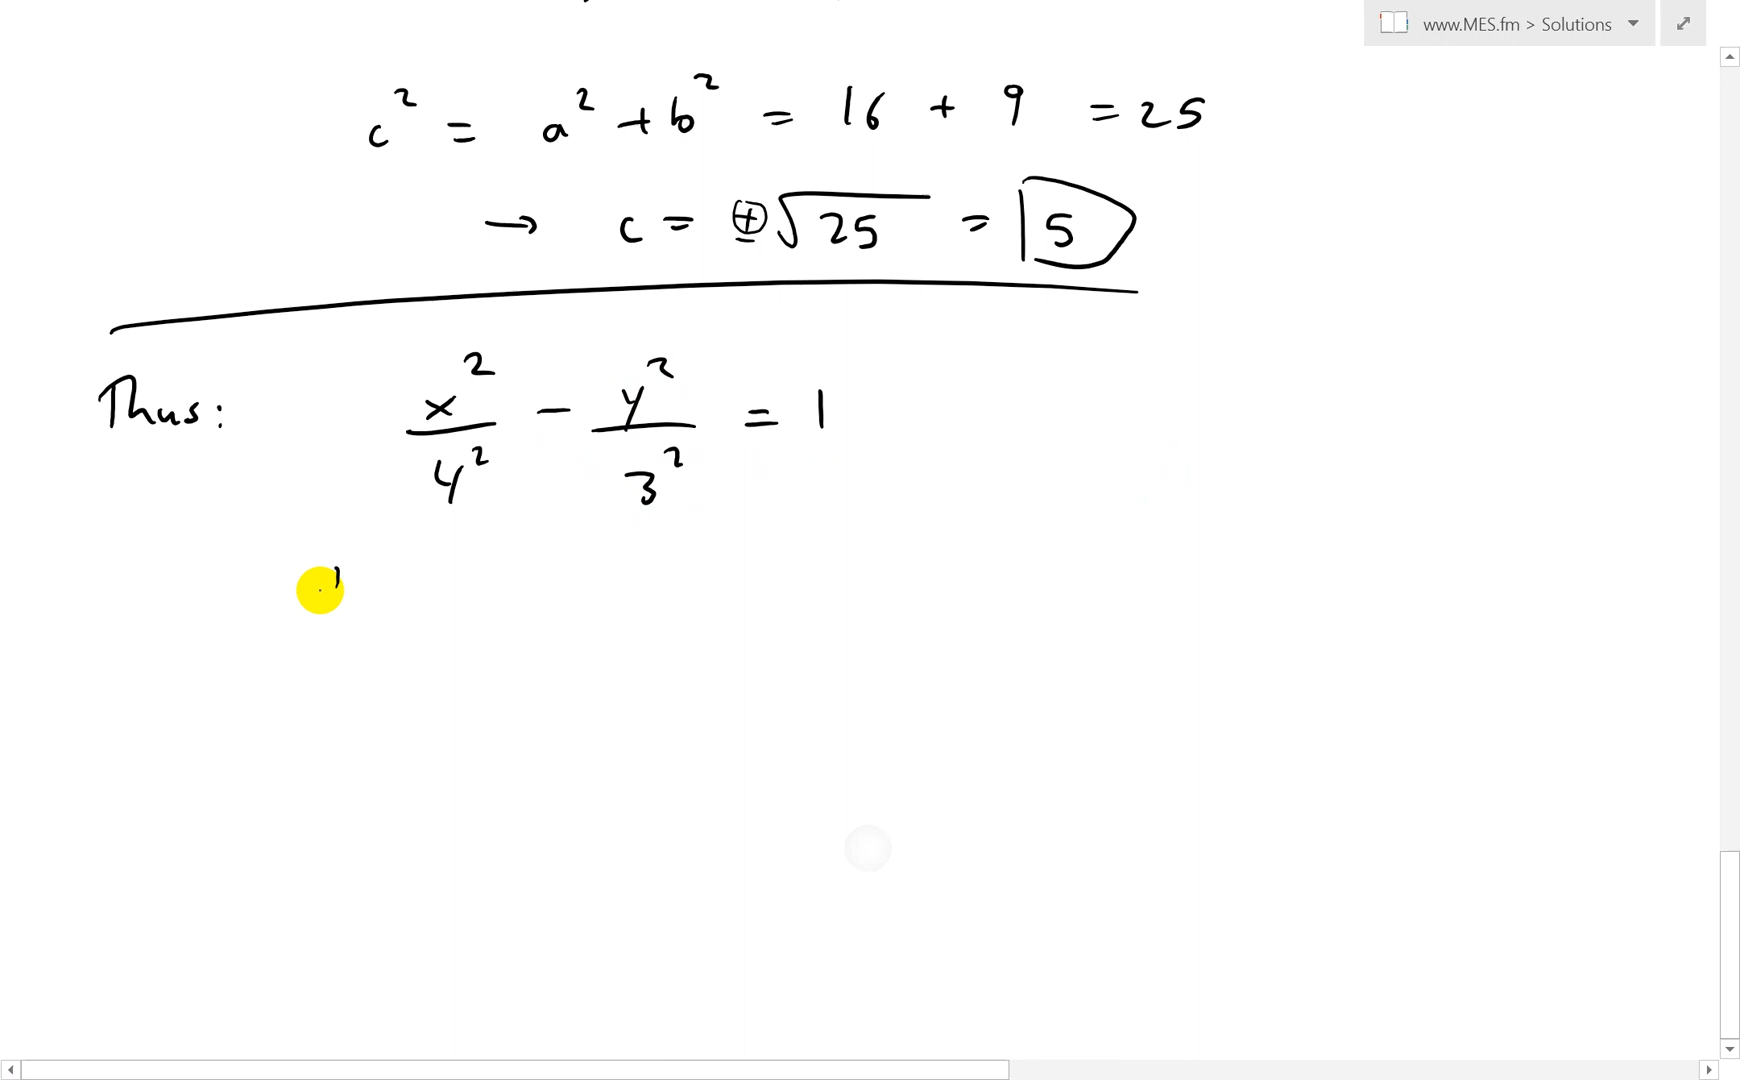 www.MES.fm > Solutions
c² = a² + b² = 16 + 9 = 25
→ c = ±√25 = 5
Thus: x²/4² - y²/3² = 1